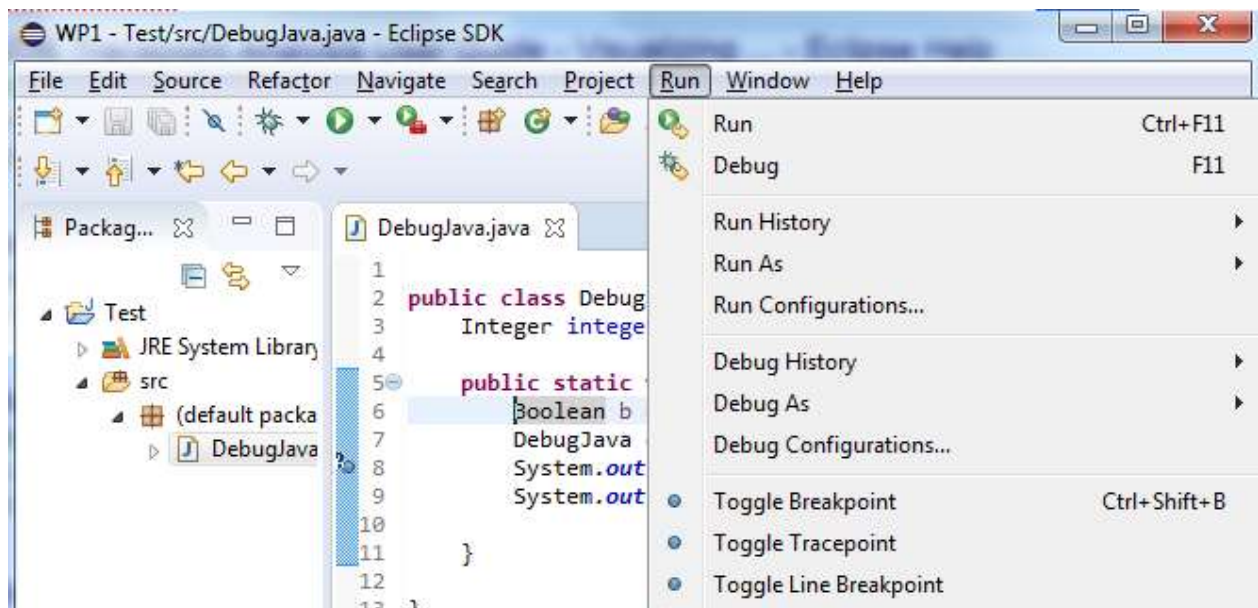 WP1 - Test/src/DebugJava.java - Eclipse SDK
File Edit Source Refactor Navigate Search Project Run Window Help
Packag...
Test
JRE System Library
src
(default packa
DebugJava
DebugJava.java
1
2 public class Debug
3 Integer intege
4
5 public static
6 Boolean b
7 DebugJava
8 System.out
9 System.out
10
11 }
12
13 }
Run Ctrl+F11
Debug F11
Run History
Run As
Run Configurations...
Debug History
Debug As
Debug Configurations...
Toggle Breakpoint Ctrl+Shift+B
Toggle Tracepoint
Toggle Line Breakpoint